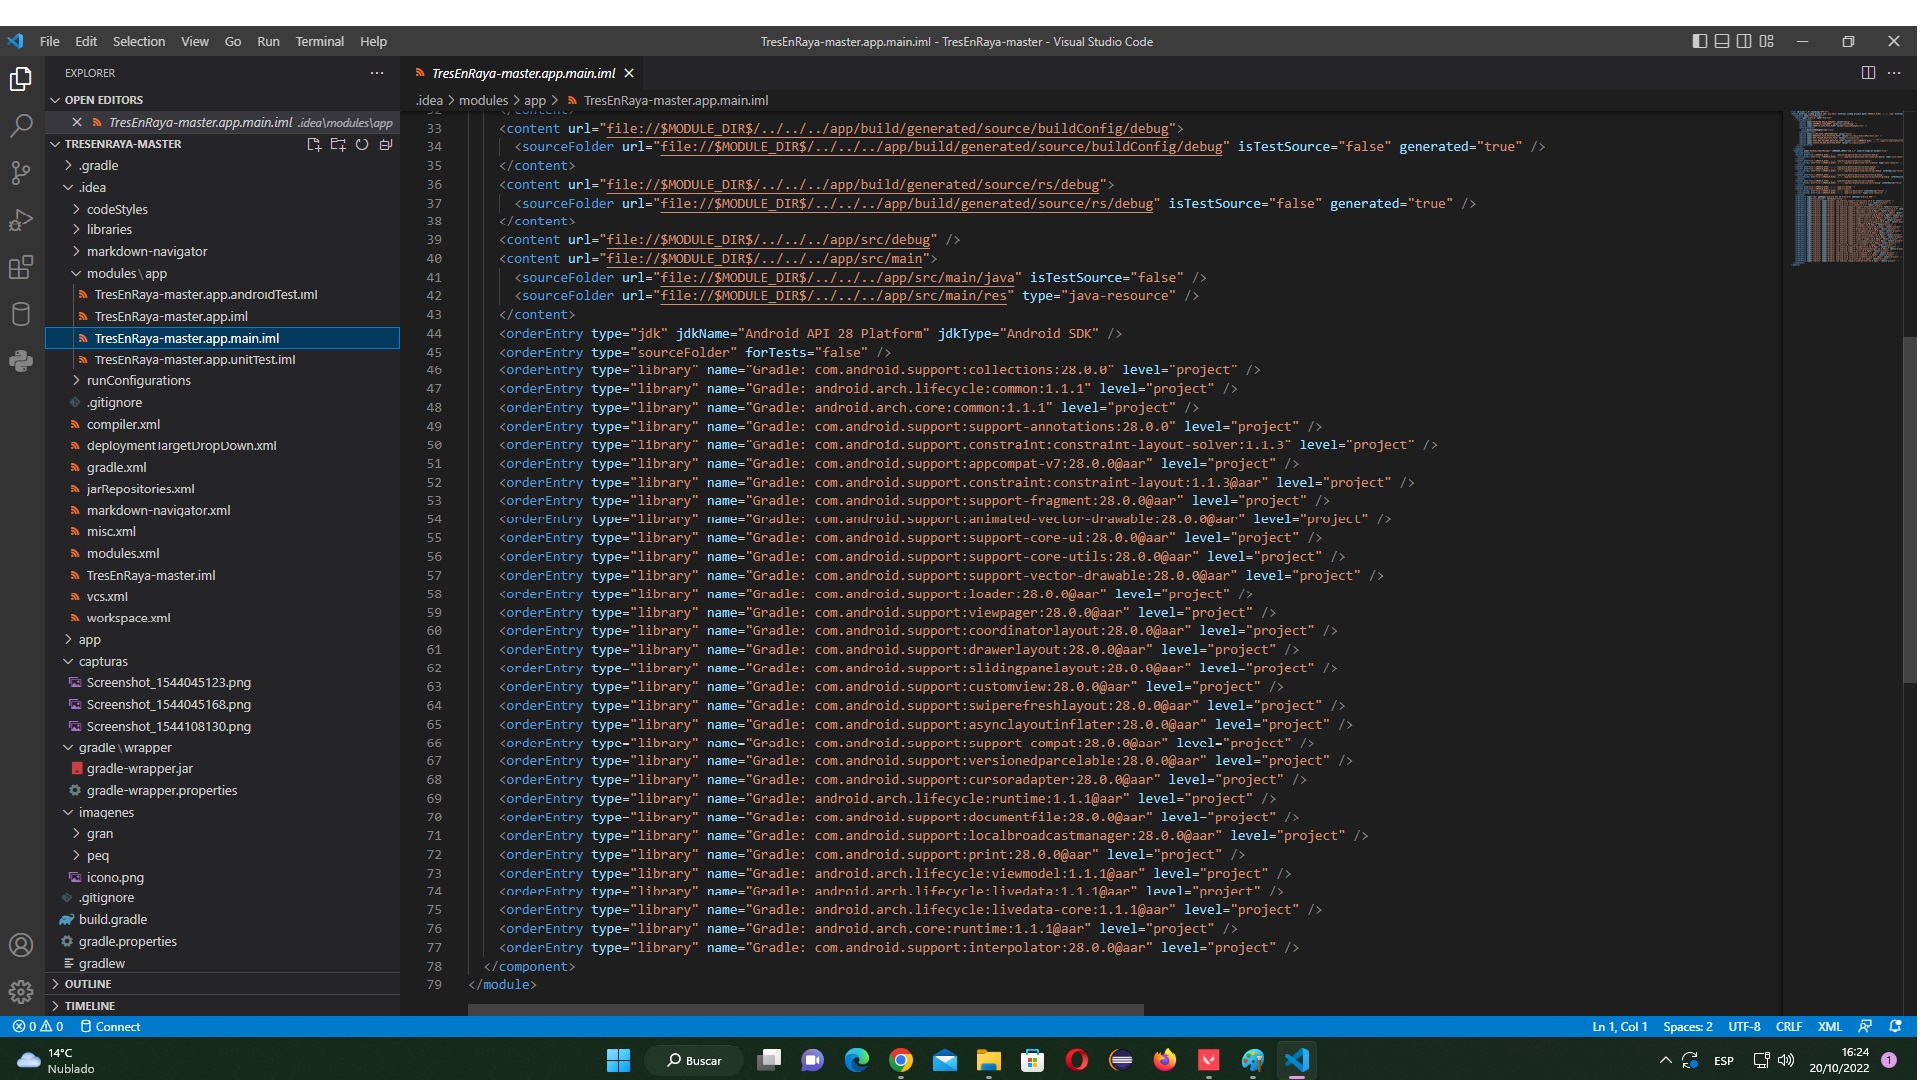 File Edit Selection View Go Run Terminal Help
TresEnRaya-master.app.main.iml - TresEnRaya-master - Visual Studio Code
EXPLORER
OPEN EDITORS
TresEnRaya-master.app.main.iml .idea\modules\app
TRESENRAYA-MASTER
.gradle
.idea
codeStyles
libraries
markdown-navigator
modules\app
TresEnRaya-master.app.androidTest.iml
TresEnRaya-master.app.iml
TresEnRaya-master.app.main.iml
TresEnRaya-master.app.unitTest.iml
runConfigurations
.gitignore
compiler.xml
deploymentTargetDropDown.xml
gradle.xml
jarRepositories.xml
markdown-navigator.xml
misc.xml
modules.xml
TresEnRaya-master.iml
vcs.xml
workspace.xml
app
capturas
Screenshot_1544045123.png
Screenshot_1544045168.png
Screenshot_1544108130.png
gradle\wrapper
gradle-wrapper.jar
gradle-wrapper.properties
imagenes
gran
peq
icono.png
.gitignore
build.gradle
gradle.properties
gradlew
OUTLINE
TIMELINE
TresEnRaya-master.app.main.iml
.idea > modules > app > TresEnRaya-master.app.main.iml
32 </content>
33 <content url="file://$MODULE_DIR$/../../../app/build/generated/source/buildConfig/debug">
34 <sourceFolder url="file://$MODULE_DIR$/../../../app/build/generated/source/buildConfig/debug" isTestSource="false" generated="true" />
35 </content>
36 <content url="file://$MODULE_DIR$/../../../app/build/generated/source/rs/debug">
37 <sourceFolder url="file://$MODULE_DIR$/../../../app/build/generated/source/rs/debug" isTestSource="false" generated="true" />
38 </content>
39 <content url="file://$MODULE_DIR$/../../../app/src/debug" />
40 <content url="file://$MODULE_DIR$/../../../app/src/main">
41 <sourceFolder url="file://$MODULE_DIR$/../../../app/src/main/java" isTestSource="false" />
42 <sourceFolder url="file://$MODULE_DIR$/../../../app/src/main/res" type="java-resource" />
43 </content>
44 <orderEntry type="jdk" jdkName="Android API 28 Platform" jdkType="Android SDK" />
45 <orderEntry type="sourceFolder" forTests="false" />
46 <orderEntry type="library" name="Gradle: com.android.support:collections:28.0.0" level="project" />
47 <orderEntry type="library" name="Gradle: android.arch.lifecycle:common:1.1.1" level="project" />
48 <orderEntry type="library" name="Gradle: android.arch.core:common:1.1.1" level="project" />
49 <orderEntry type="library" name="Gradle: com.android.support:support-annotations:28.0.0" level="project" />
50 <orderEntry type="library" name="Gradle: com.android.support.constraint:constraint-layout-solver:1.1.3" level="project" />
51 <orderEntry type="library" name="Gradle: com.android.support:appcompat-v7:28.0.0@aar" level="project" />
52 <orderEntry type="library" name="Gradle: com.android.support.constraint:constraint-layout:1.1.3@aar" level="project" />
53 <orderEntry type="library" name="Gradle: com.android.support:support-fragment:28.0.0@aar" level="project" />
54 <orderEntry type="library" name="Gradle: com.android.support:animated-vector-drawable:28.0.0@aar" level="project" />
55 <orderEntry type="library" name="Gradle: com.android.support:support-core-ui:28.0.0@aar" level="project" />
56 <orderEntry type="library" name="Gradle: com.android.support:support-core-utils:28.0.0@aar" level="project" />
57 <orderEntry type="library" name="Gradle: com.android.support:support-vector-drawable:28.0.0@aar" level="project" />
58 <orderEntry type="library" name="Gradle: com.android.support:loader:28.0.0@aar" level="project" />
59 <orderEntry type="library" name="Gradle: com.android.support:viewpager:28.0.0@aar" level="project" />
60 <orderEntry type="library" name="Gradle: com.android.support:coordinatorlayout:28.0.0@aar" level="project" />
61 <orderEntry type="library" name="Gradle: com.android.support:drawerlayout:28.0.0@aar" level="project" />
62 <orderEntry type="library" name="Gradle: com.android.support:slidingpanelayout:28.0.0@aar" level="project" />
63 <orderEntry type="library" name="Gradle: com.android.support:customview:28.0.0@aar" level="project" />
64 <orderEntry type="library" name="Gradle: com.android.support:swiperefreshlayout:28.0.0@aar" level="project" />
65 <orderEntry type="library" name="Gradle: com.android.support:asynclayoutinflater:28.0.0@aar" level="project" />
66 <orderEntry type="library" name="Gradle: com.android.support:support-compat:28.0.0@aar" level="project" />
67 <orderEntry type="library" name="Gradle: com.android.support:versionedparcelable:28.0.0@aar" level="project" />
68 <orderEntry type="library" name="Gradle: com.android.support:cursoradapter:28.0.0@aar" level="project" />
69 <orderEntry type="library" name="Gradle: android.arch.lifecycle:runtime:1.1.1@aar" level="project" />
70 <orderEntry type="library" name="Gradle: com.android.support:documentfile:28.0.0@aar" level="project" />
71 <orderEntry type="library" name="Gradle: com.android.support:localbroadcastmanager:28.0.0@aar" level="project" />
72 <orderEntry type="library" name="Gradle: com.android.support:print:28.0.0@aar" level="project" />
73 <orderEntry type="library" name="Gradle: android.arch.lifecycle:viewmodel:1.1.1@aar" level="project" />
74 <orderEntry type="library" name="Gradle: android.arch.lifecycle:livedata:1.1.1@aar" level="project" />
75 <orderEntry type="library" name="Gradle: android.arch.lifecycle:livedata-core:1.1.1@aar" level="project" />
76 <orderEntry type="library" name="Gradle: android.arch.core:runtime:1.1.1@aar" level="project" />
77 <orderEntry type="library" name="Gradle: com.android.support:interpolator:28.0.0@aar" level="project" />
78 </component>
79 </module>
0 0 Connect
Ln 1, Col 1 Spaces: 2 UTF-8 CRLF XML
14°C
Nublado
Buscar
ESP
16:24
20/10/2022
1